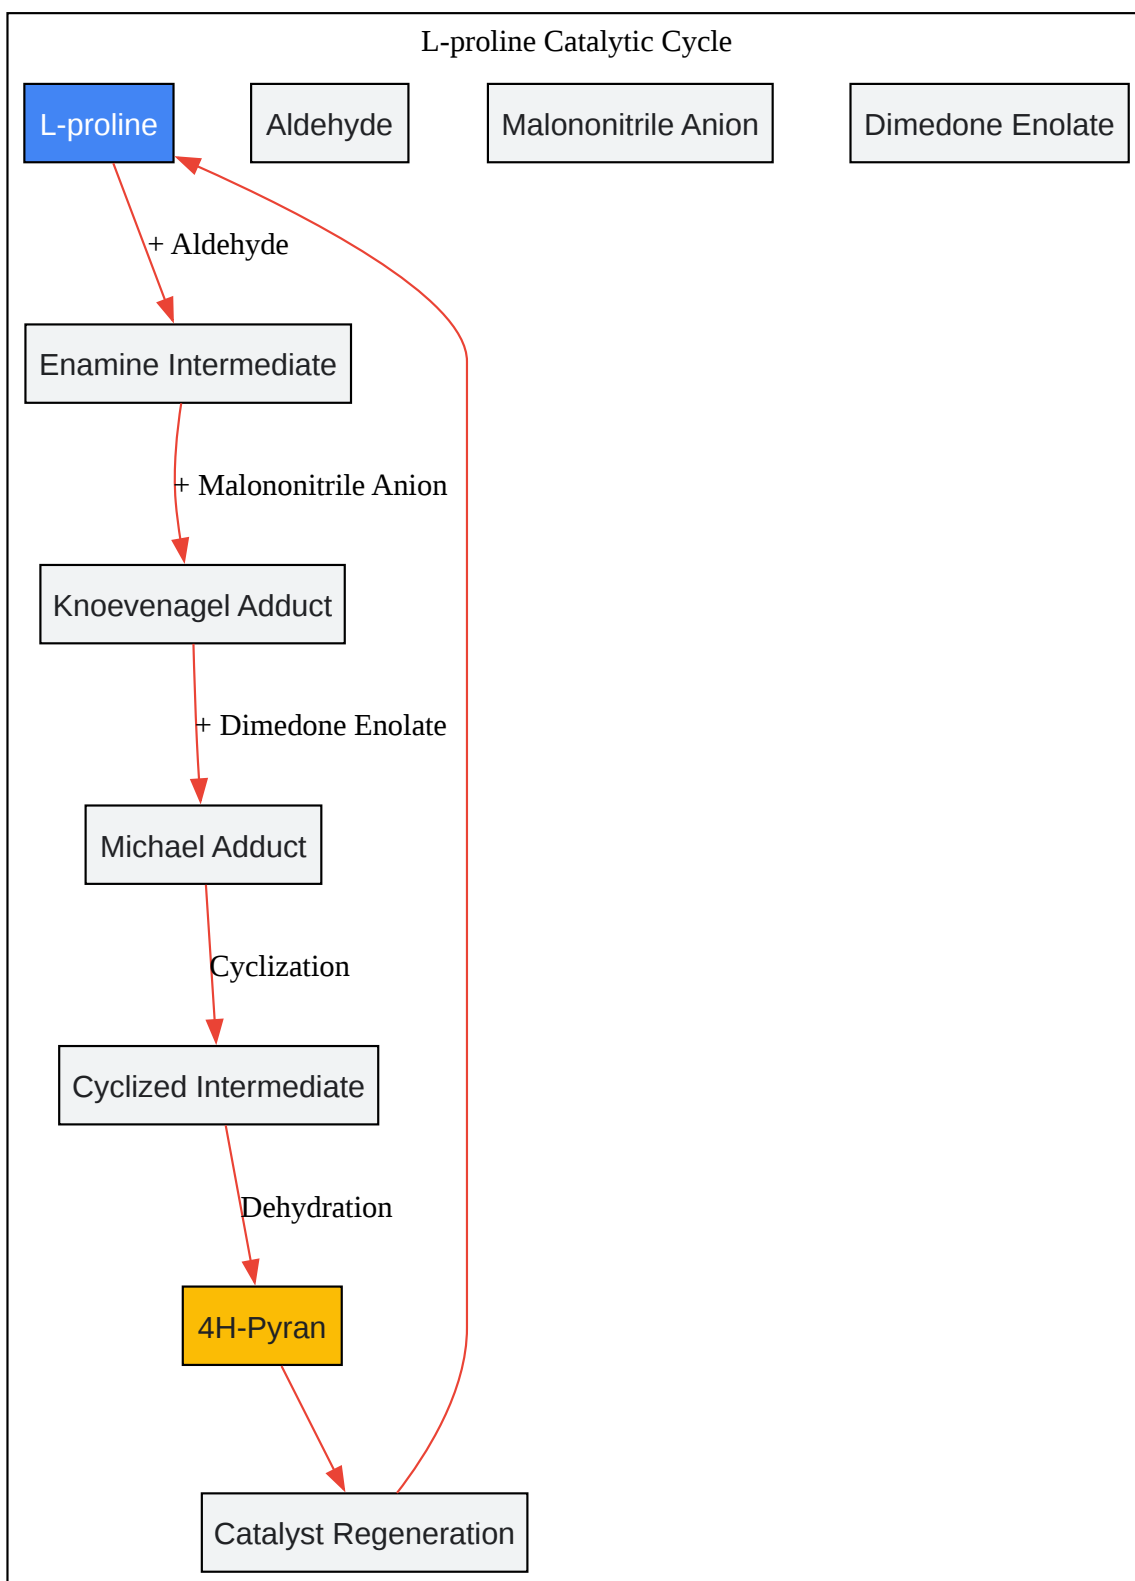 L-proline Catalytic Cycle
L-proline
Aldehyde
Malononitrile Anion
Dimedone Enolate
+ Aldehyde
Enamine Intermediate
+ Malononitrile Anion
Knoevenagel Adduct
+ Dimedone Enolate
Michael Adduct
Cyclization
Cyclized Intermediate
Dehydration
4H-Pyran
Catalyst Regeneration